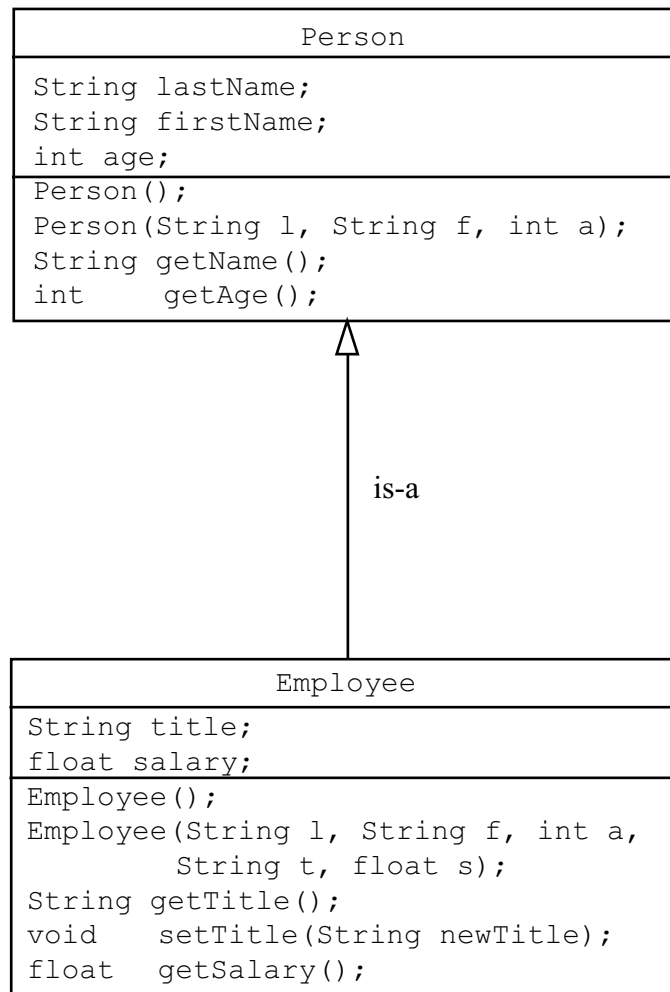 Person
String lastName;
String firstName;
int age;
Person();
Person(String l, String f, int a);
String getName();
int getAge();
is-a
Employee
String title;
float salary;
Employee();
Employee(String l, String f, int a,
String t, float s);
String getTitle();
void setTitle(String newTitle);
float getSalary();